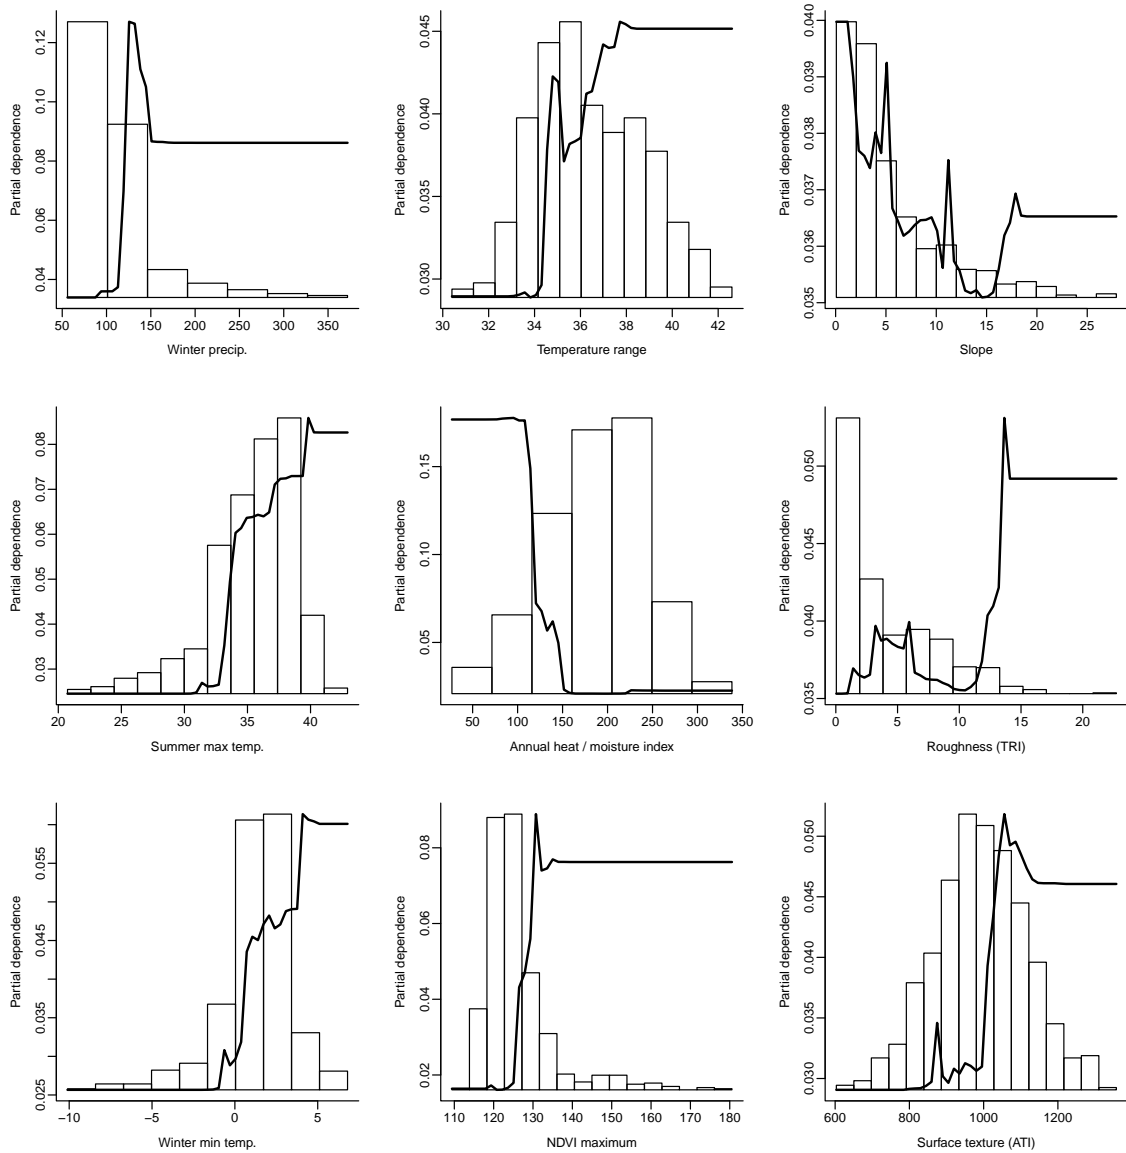 0.04 0.06 0.08 0.10 0.12
Partial dependence
50 100 150 200 250 300 350
Winter precip.
0.030 0.035 0.040 0.045
Partial dependence
30 32 34 36 38 40 42
Temperature range
0.035 0.036 0.037 0.038 0.039 0.040
Partial dependence
0 5 10 15 20 25
Slope
0.03 0.04 0.05 0.06 0.07 0.08
Partial dependence
20 25 30 35 40
Summer max temp.
0.05 0.10 0.15
Partial dependence
50 100 150 200 250 300 350
Annual heat / moisture index
0.035 0.040 0.045 0.050
Partial dependence
0 5 10 15 20
Roughness (TRI)
0.025 0.035 0.045 0.055
Partial dependence
−10 −5 0 5
Winter min temp.
0.02 0.04 0.06 0.08
Partial dependence
110 120 130 140 150 160 170 180
NDVI maximum
0.030 0.035 0.040 0.045 0.050
Partial dependence
600 800 1000 1200
Surface texture (ATI)